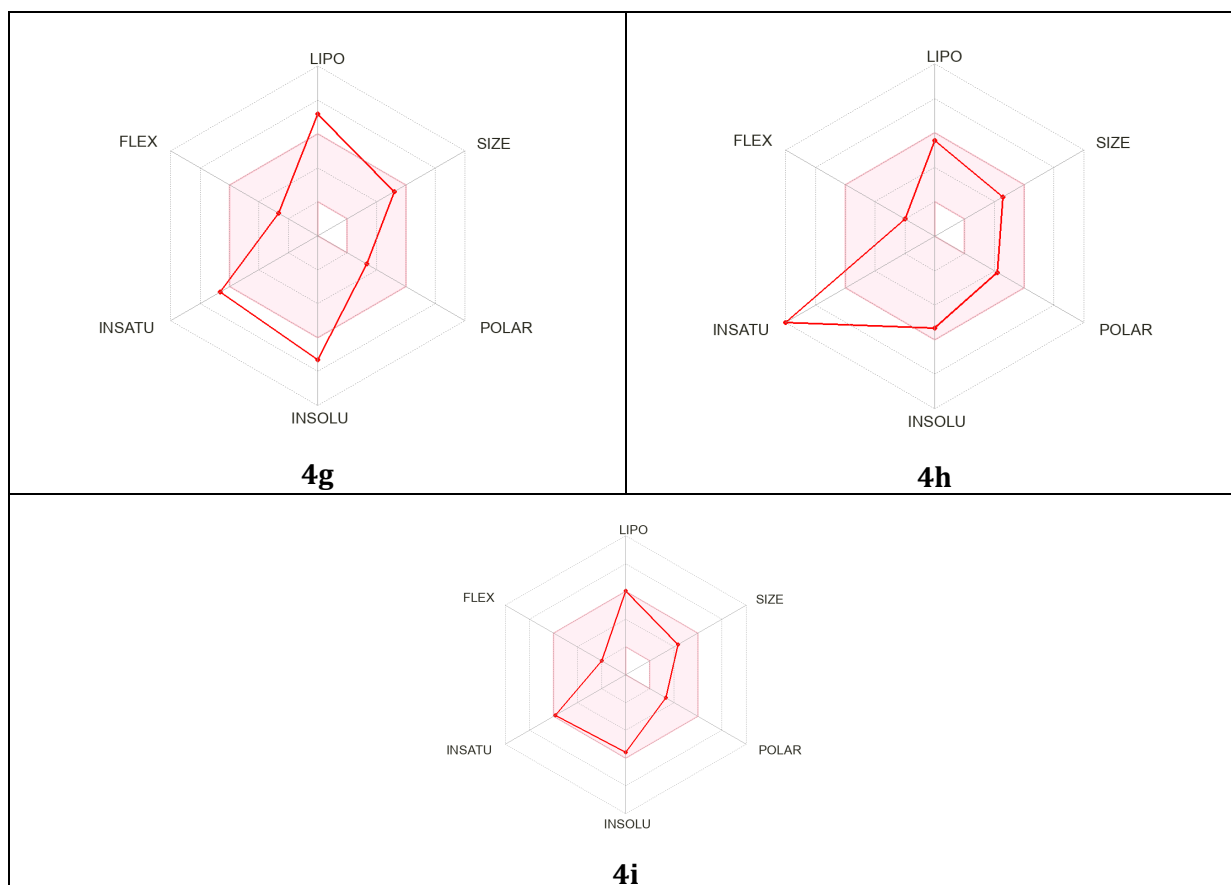 LIPO
FLEX
SIZE
INSATU
POLAR
INSOLU
4g
LIPO
FLEX
SIZE
INSATU
POLAR
INSOLU
4h
LIPO
FLEX
SIZE
INSATU
POLAR
INSOLU
4i